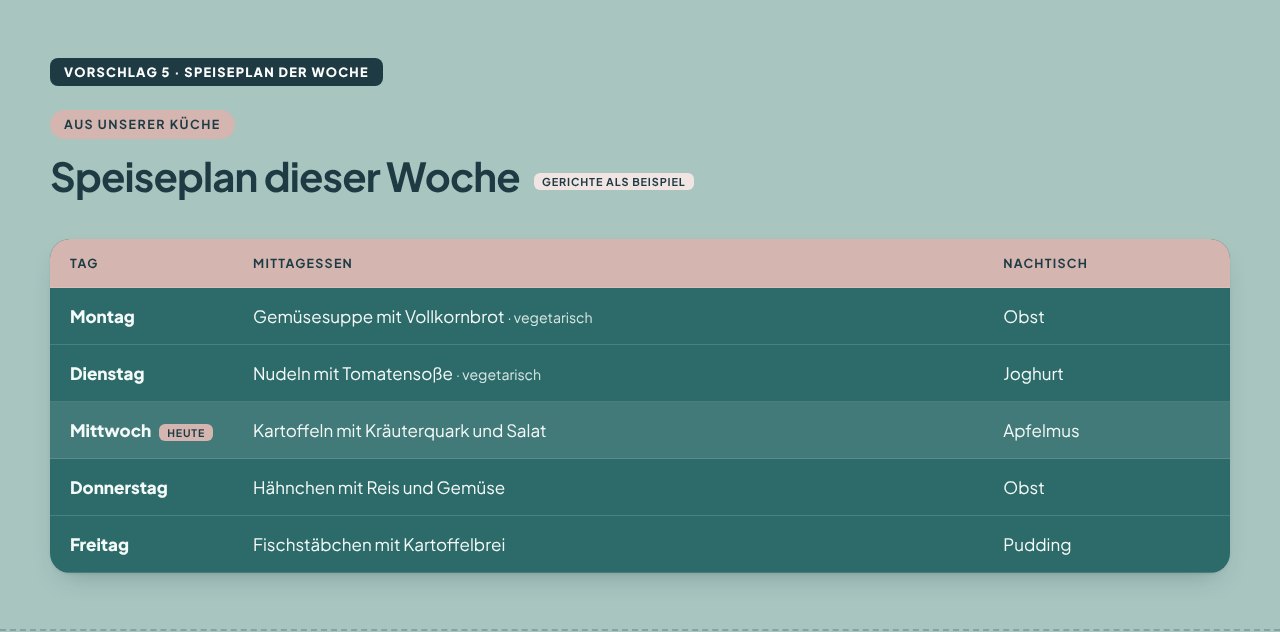 VORSCHLAG 5 · SPEISEPLAN DER WOCHE
AUS UNSERER KÜCHE
Speiseplan dieser Woche GERICHTE ALS BEISPIEL
TAG MITTAGESSEN NACHTISCH
Montag Gemüsesuppe mit Vollkornbrot · vegetarisch Obst
Dienstag Nudeln mit Tomatensoße · vegetarisch Joghurt
Mittwoch HEUTE Kartoffeln mit Kräuterquark und Salat Apfelmus
Donnerstag Hähnchen mit Reis und Gemüse Obst
Freitag Fischstäbchen mit Kartoffelbrei Pudding